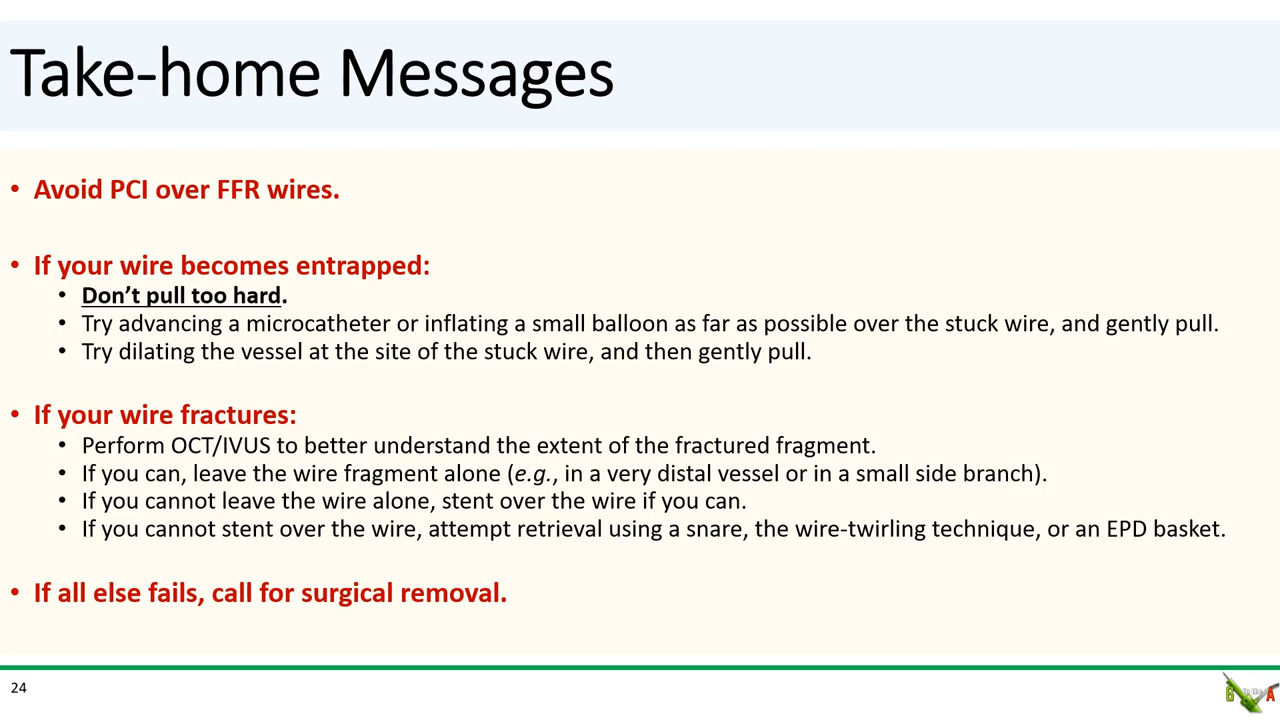 Take-home Messages
• Avoid PCI over FFR wires.
• If your wire becomes entrapped:
• Don’t pull too hard.
• Try advancing a microcatheter or inflating a small balloon as far as possible over the stuck wire, and gently pull.
• Try dilating the vessel at the site of the stuck wire, and then gently pull.
• If your wire fractures:
• Perform OCT/IVUS to better understand the extent of the fractured fragment.
• If you can, leave the wire fragment alone (e.g., in a very distal vessel or in a small side branch).
• If you cannot leave the wire alone, stent over the wire if you can.
• If you cannot stent over the wire, attempt retrieval using a snare, the wire-twirling technique, or an EPD basket.
• If all else fails, call for surgical removal.
24